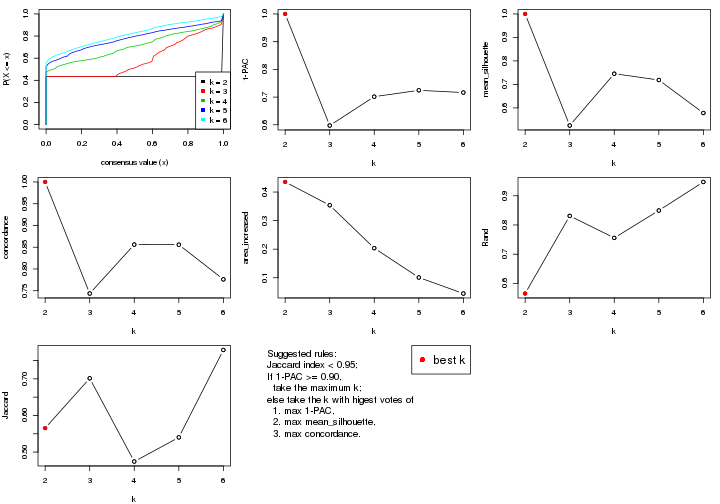 P(X <= x)
0.0 0.2 0.4 0.6 0.8 1.0
k = 2
k = 3
k = 4
k = 5
k = 6
0.0 0.2 0.4 0.6 0.8 1.0
consensus value (x)
1-PAC
0.6 0.7 0.8 0.9 1.0
2 3 4 5 6
k
mean_silhouette
0.6 0.7 0.8 0.9 1.0
2 3 4 5 6
k
concordance
0.75 0.80 0.85 0.90 0.95 1.00
2 3 4 5 6
k
area_increased
0.1 0.2 0.3 0.4
2 3 4 5 6
k
Rand
0.6 0.7 0.8 0.9
2 3 4 5 6
k
Jaccard
0.50 0.60 0.70
2 3 4 5 6
k
Suggested rules:
Jaccard index < 0.95;
If 1-PAC >= 0.90,
take the maximum k;
else take the k with higest votes of
1. max 1-PAC,
2. max mean_silhouette,
3. max concordance.
best k